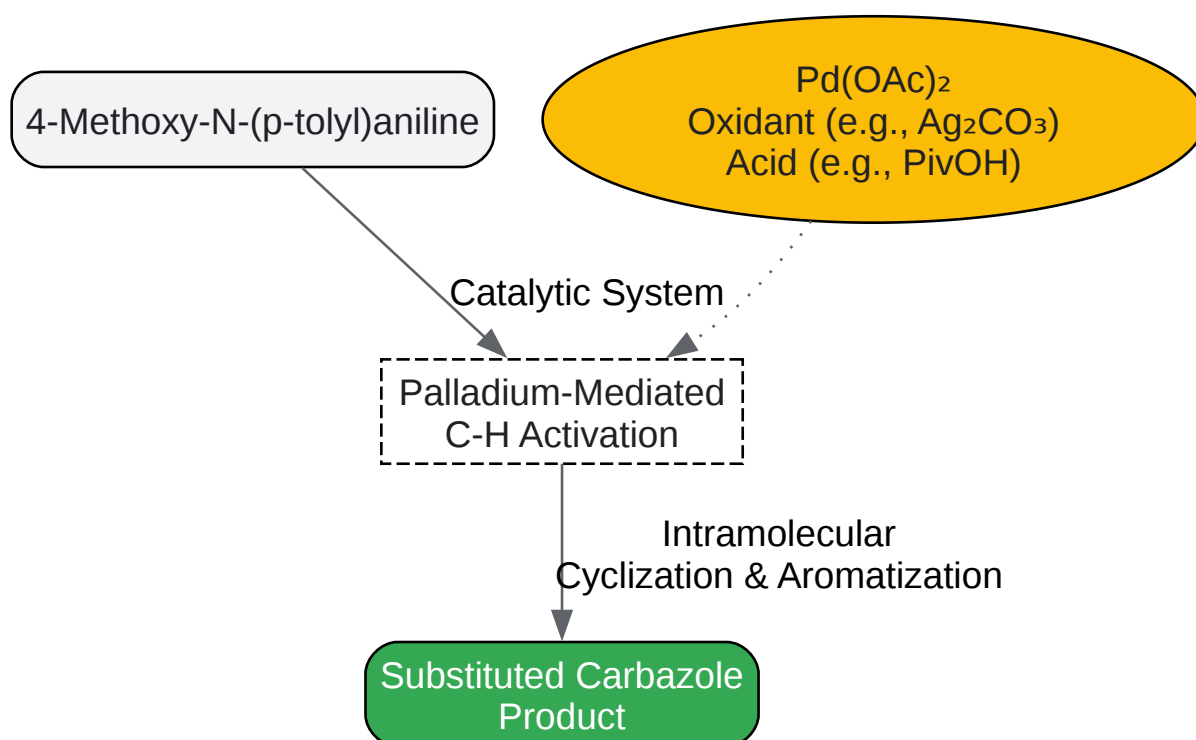 4-Methoxy-N-(p-tolyl)aniline
Pd(OAc)₂
Oxidant (e.g., Ag₂CO₃)
Acid (e.g., PivOH)
Catalytic System
Palladium-Mediated
C-H Activation
Intramolecular
Cyclization & Aromatization
Substituted Carbazole
Product